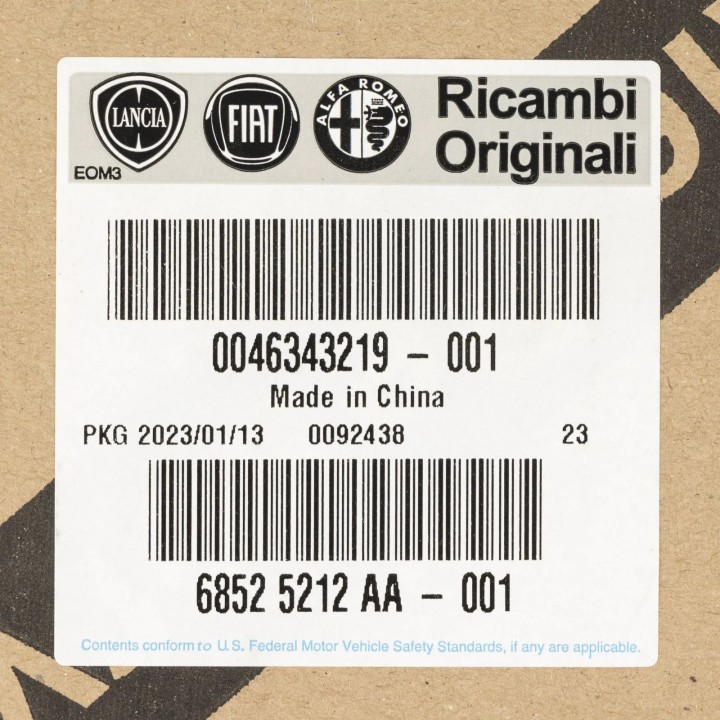 LANCIA
FIAT
ALFA ROMEO
Ricambi
Originali
EOM3
0046343219 - 001
Made in China
PKG 2023/01/13 0092438 23
6852 5212 AA - 001
Contents conform to U.S. Federal Motor Vehicle Safety Standards, if any are applicable.